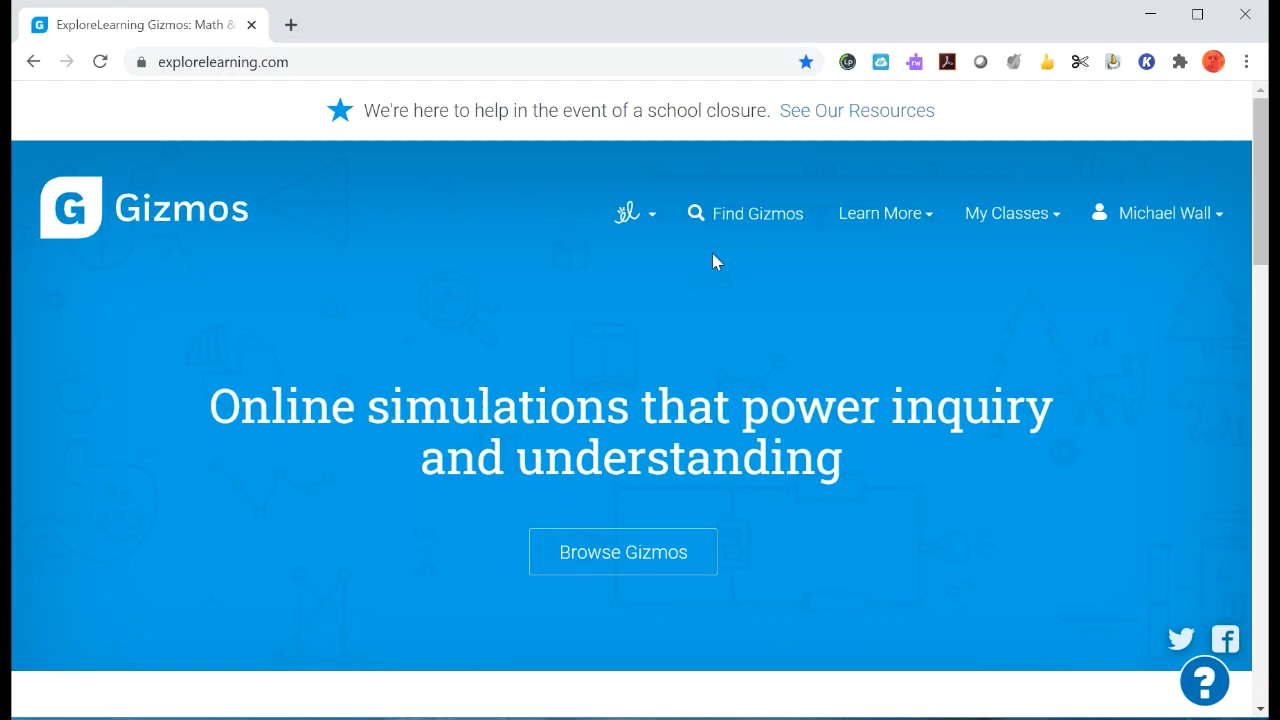 ExploreLearning Gizmos: Math &
explorelearning.com
We're here to help in the event of a school closure. See Our Resources
G Gizmos
Find Gizmos Learn More My Classes Michael Wall
Online simulations that power inquiry
and understanding
Browse Gizmos